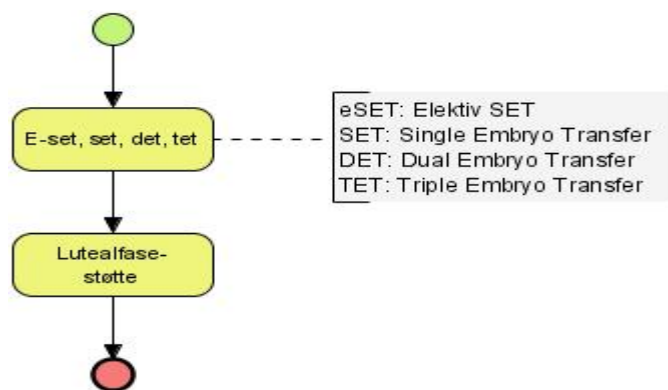 E-set, set, det, tet
eSET: Elektiv SET
SET: Single Embryo Transfer
DET: Dual Embryo Transfer
TET: Triple Embryo Transfer
Lutealfase-
støtte